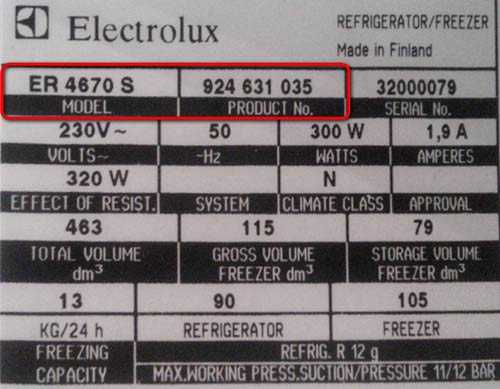 Electrolux
REFRIGERATOR/FREEZER
Made in Finland
ER 4670 S 924 631 035 32000079
MODEL PRODUCT No. SERIAL No.
230V~ 50 300 W 1,9 A
VOLTS~ ~Hz WATTS AMPERES
320 W N
EFFECT OF RESIST. SYSTEM CLIMATE CLASS APPROVAL
463 115 79
TOTAL VOLUME GROSS VOLUME STORAGE VOLUME
dm³ FREEZER dm³ FREEZER dm³
13 90 105
KG/24 h REFRIGERATOR FREEZER
FREEZING REFRIG. R 12 g
CAPACITY MAX.WORKING PRESS.SUCTION/PRESSURE 11/12 BAR